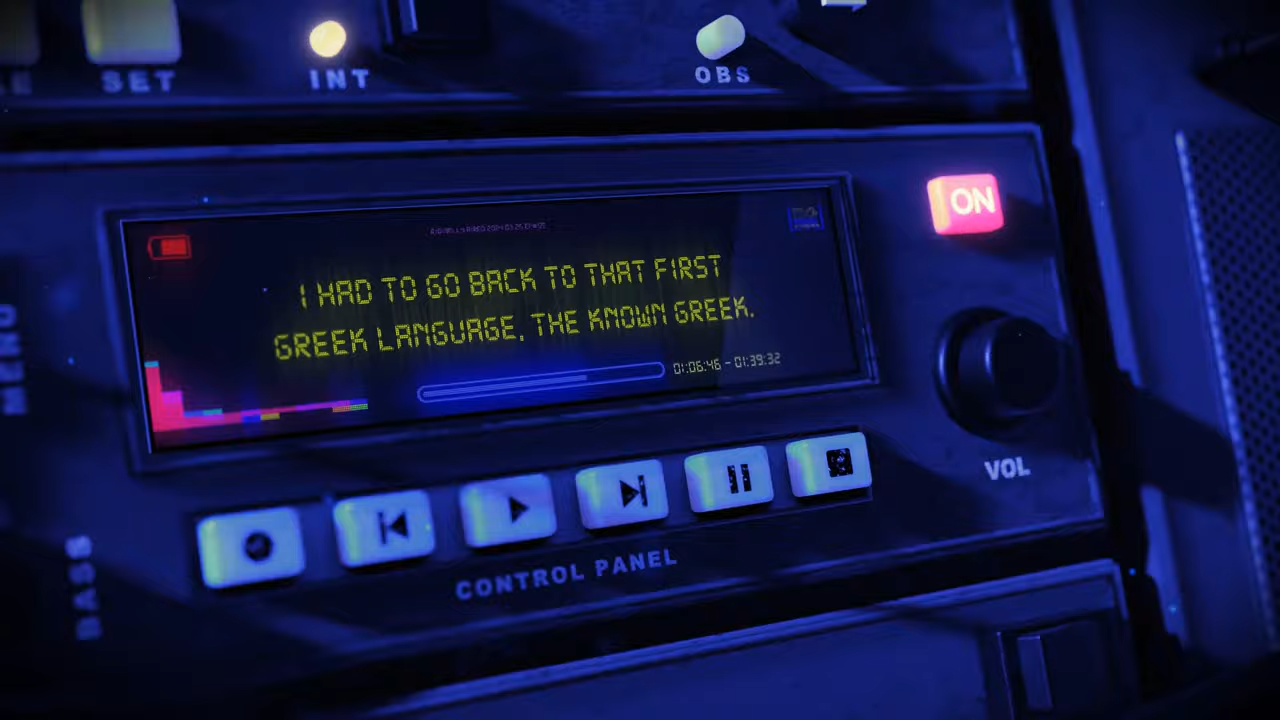 SET
INT
OBS
ON
I HAD TO GO BACK TO THAT FIRST
GREEK LANGUAGE, THE KNOWN GREEK.
01:06:46 - 01:39:32
MENU
VOL
BASS
CONTROL PANEL